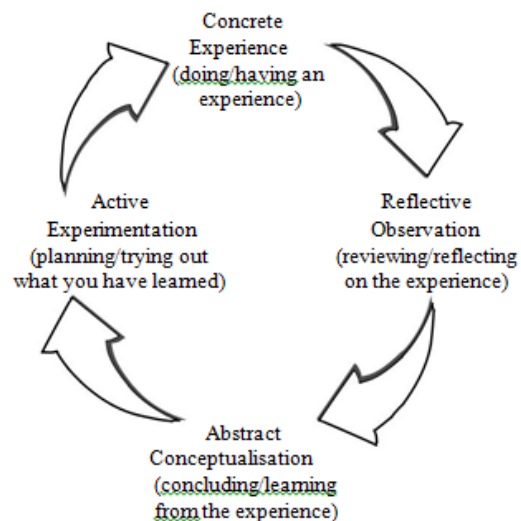 Concrete
Experience
(doing/having an
experience)
Reflective
Observation
(reviewing/reflecting
on the experience)
Abstract
Conceptualisation
(concluding/learning
from the experience)
Active
Experimentation
(planning/trying out
what you have learned)